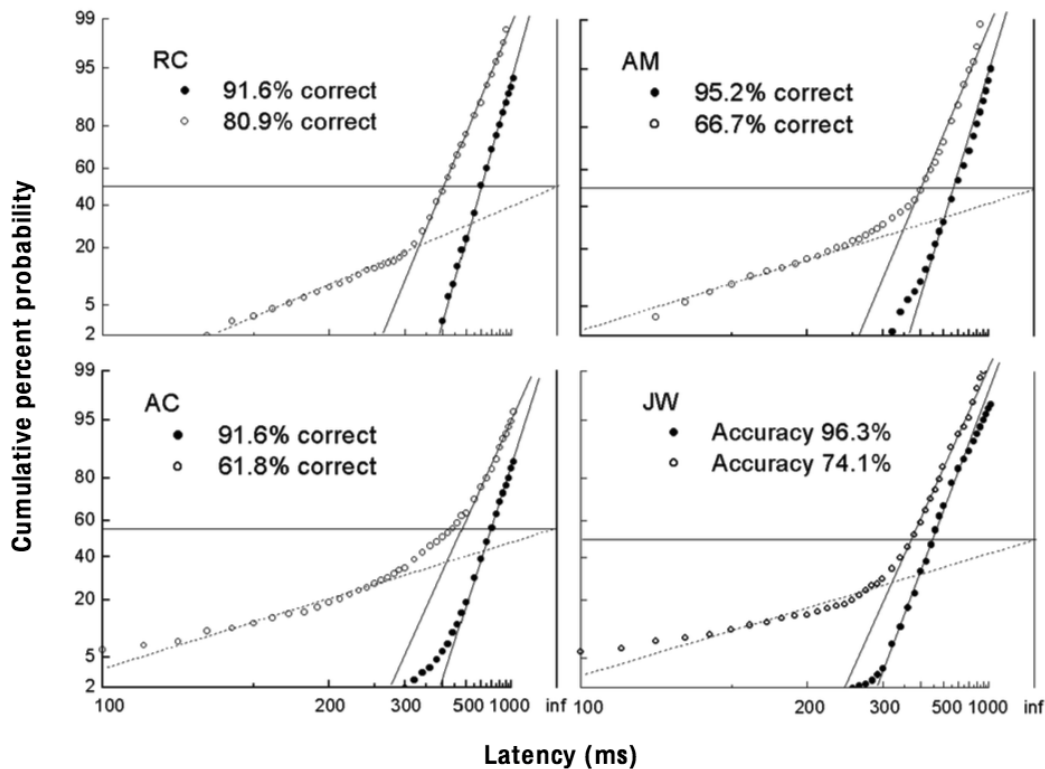 Cumulative percent probability
99
95
80
60
40
20
5
2
RC
● 91.6% correct
○ 80.9% correct
AM
● 95.2% correct
○ 66.7% correct
99
95
80
60
40
20
5
2
AC
● 91.6% correct
○ 61.8% correct
JW
● Accuracy 96.3%
○ Accuracy 74.1%
100 200 300 500 1000 inf
100 200 300 500 1000 inf
Latency (ms)